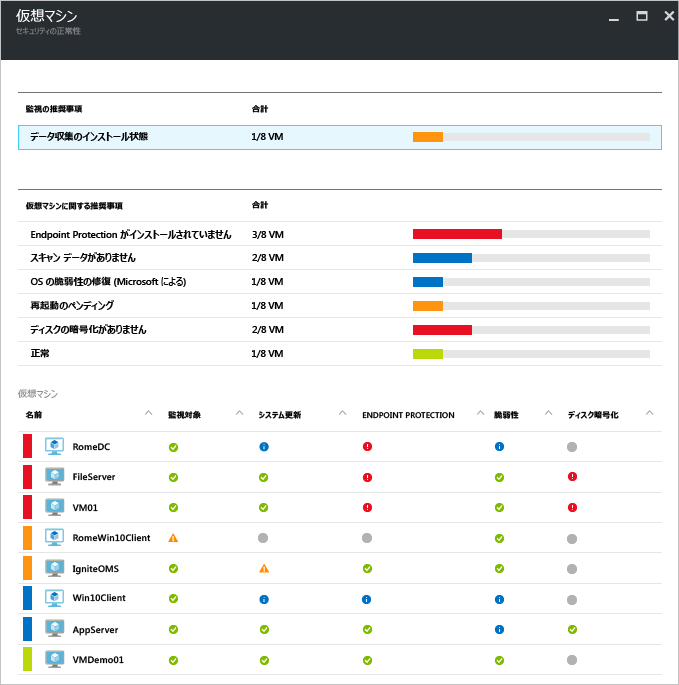 仮想マシン
セキュリティの正常性
監視の推奨事項 合計
データ収集のインストール状態 1/8 VM
仮想マシンに関する推奨事項 合計
Endpoint Protection がインストールされていません 3/8 VM
スキャン データがありません 2/8 VM
OS の脆弱性の修復 (Microsoft による) 1/8 VM
再起動のペンディング 1/8 VM
ディスクの暗号化がありません 2/8 VM
正常 1/8 VM
仮想マシン
名前 監視対象 システム更新 ENDPOINT PROTECTION 脆弱性 ディスク暗号化
RomeDC
FileServer
VM01
RomeWin10Client
IgniteOMS
Win10Client
AppServer
VMDemo01